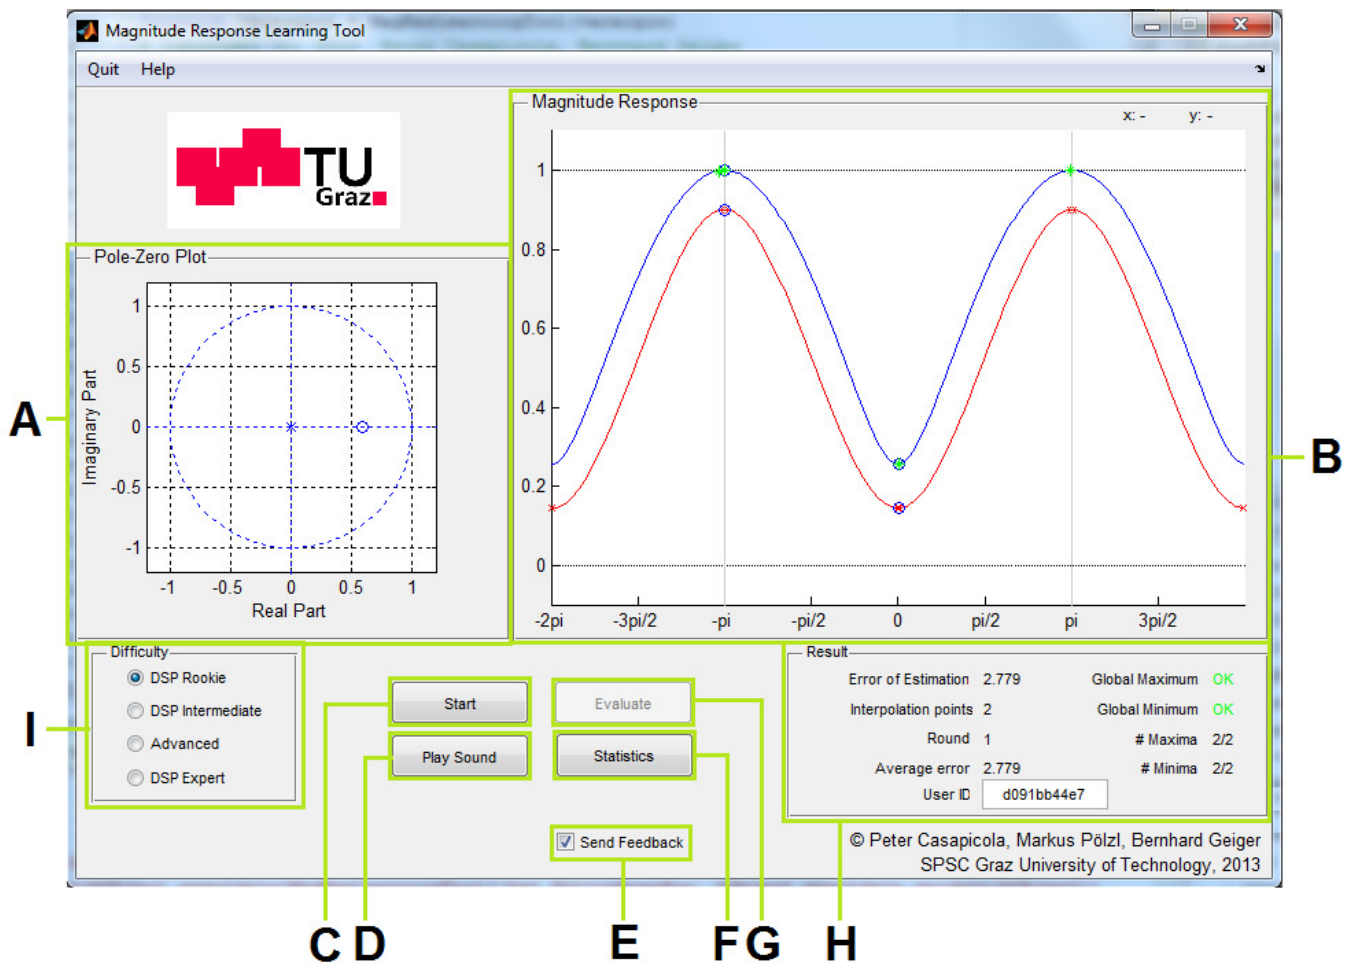 Magnitude Response Learning Tool
Quit Help
TU
Graz
Magnitude Response
x: - y: -
1
0.8
0.6
0.4
0.2
0
-2pi -3pi/2 -pi -pi/2 0 pi/2 pi 3pi/2
Pole-Zero Plot
Imaginary Part
1
0.5
0
-0.5
-1
-1 -0.5 0 0.5 1
Real Part
A
B
Difficulty
DSP Rookie
DSP Intermediate
Advanced
DSP Expert
I
Start
Evaluate
Play Sound
Statistics
Send Feedback
Result
Error of Estimation 2.779 Global Maximum OK
Interpolation points 2 Global Minimum OK
Round 1 # Maxima 2/2
Average error 2.779 # Minima 2/2
User ID d091bb44e7
© Peter Casapicola, Markus Pölzl, Bernhard Geiger
SPSC Graz University of Technology, 2013
C D E F G H